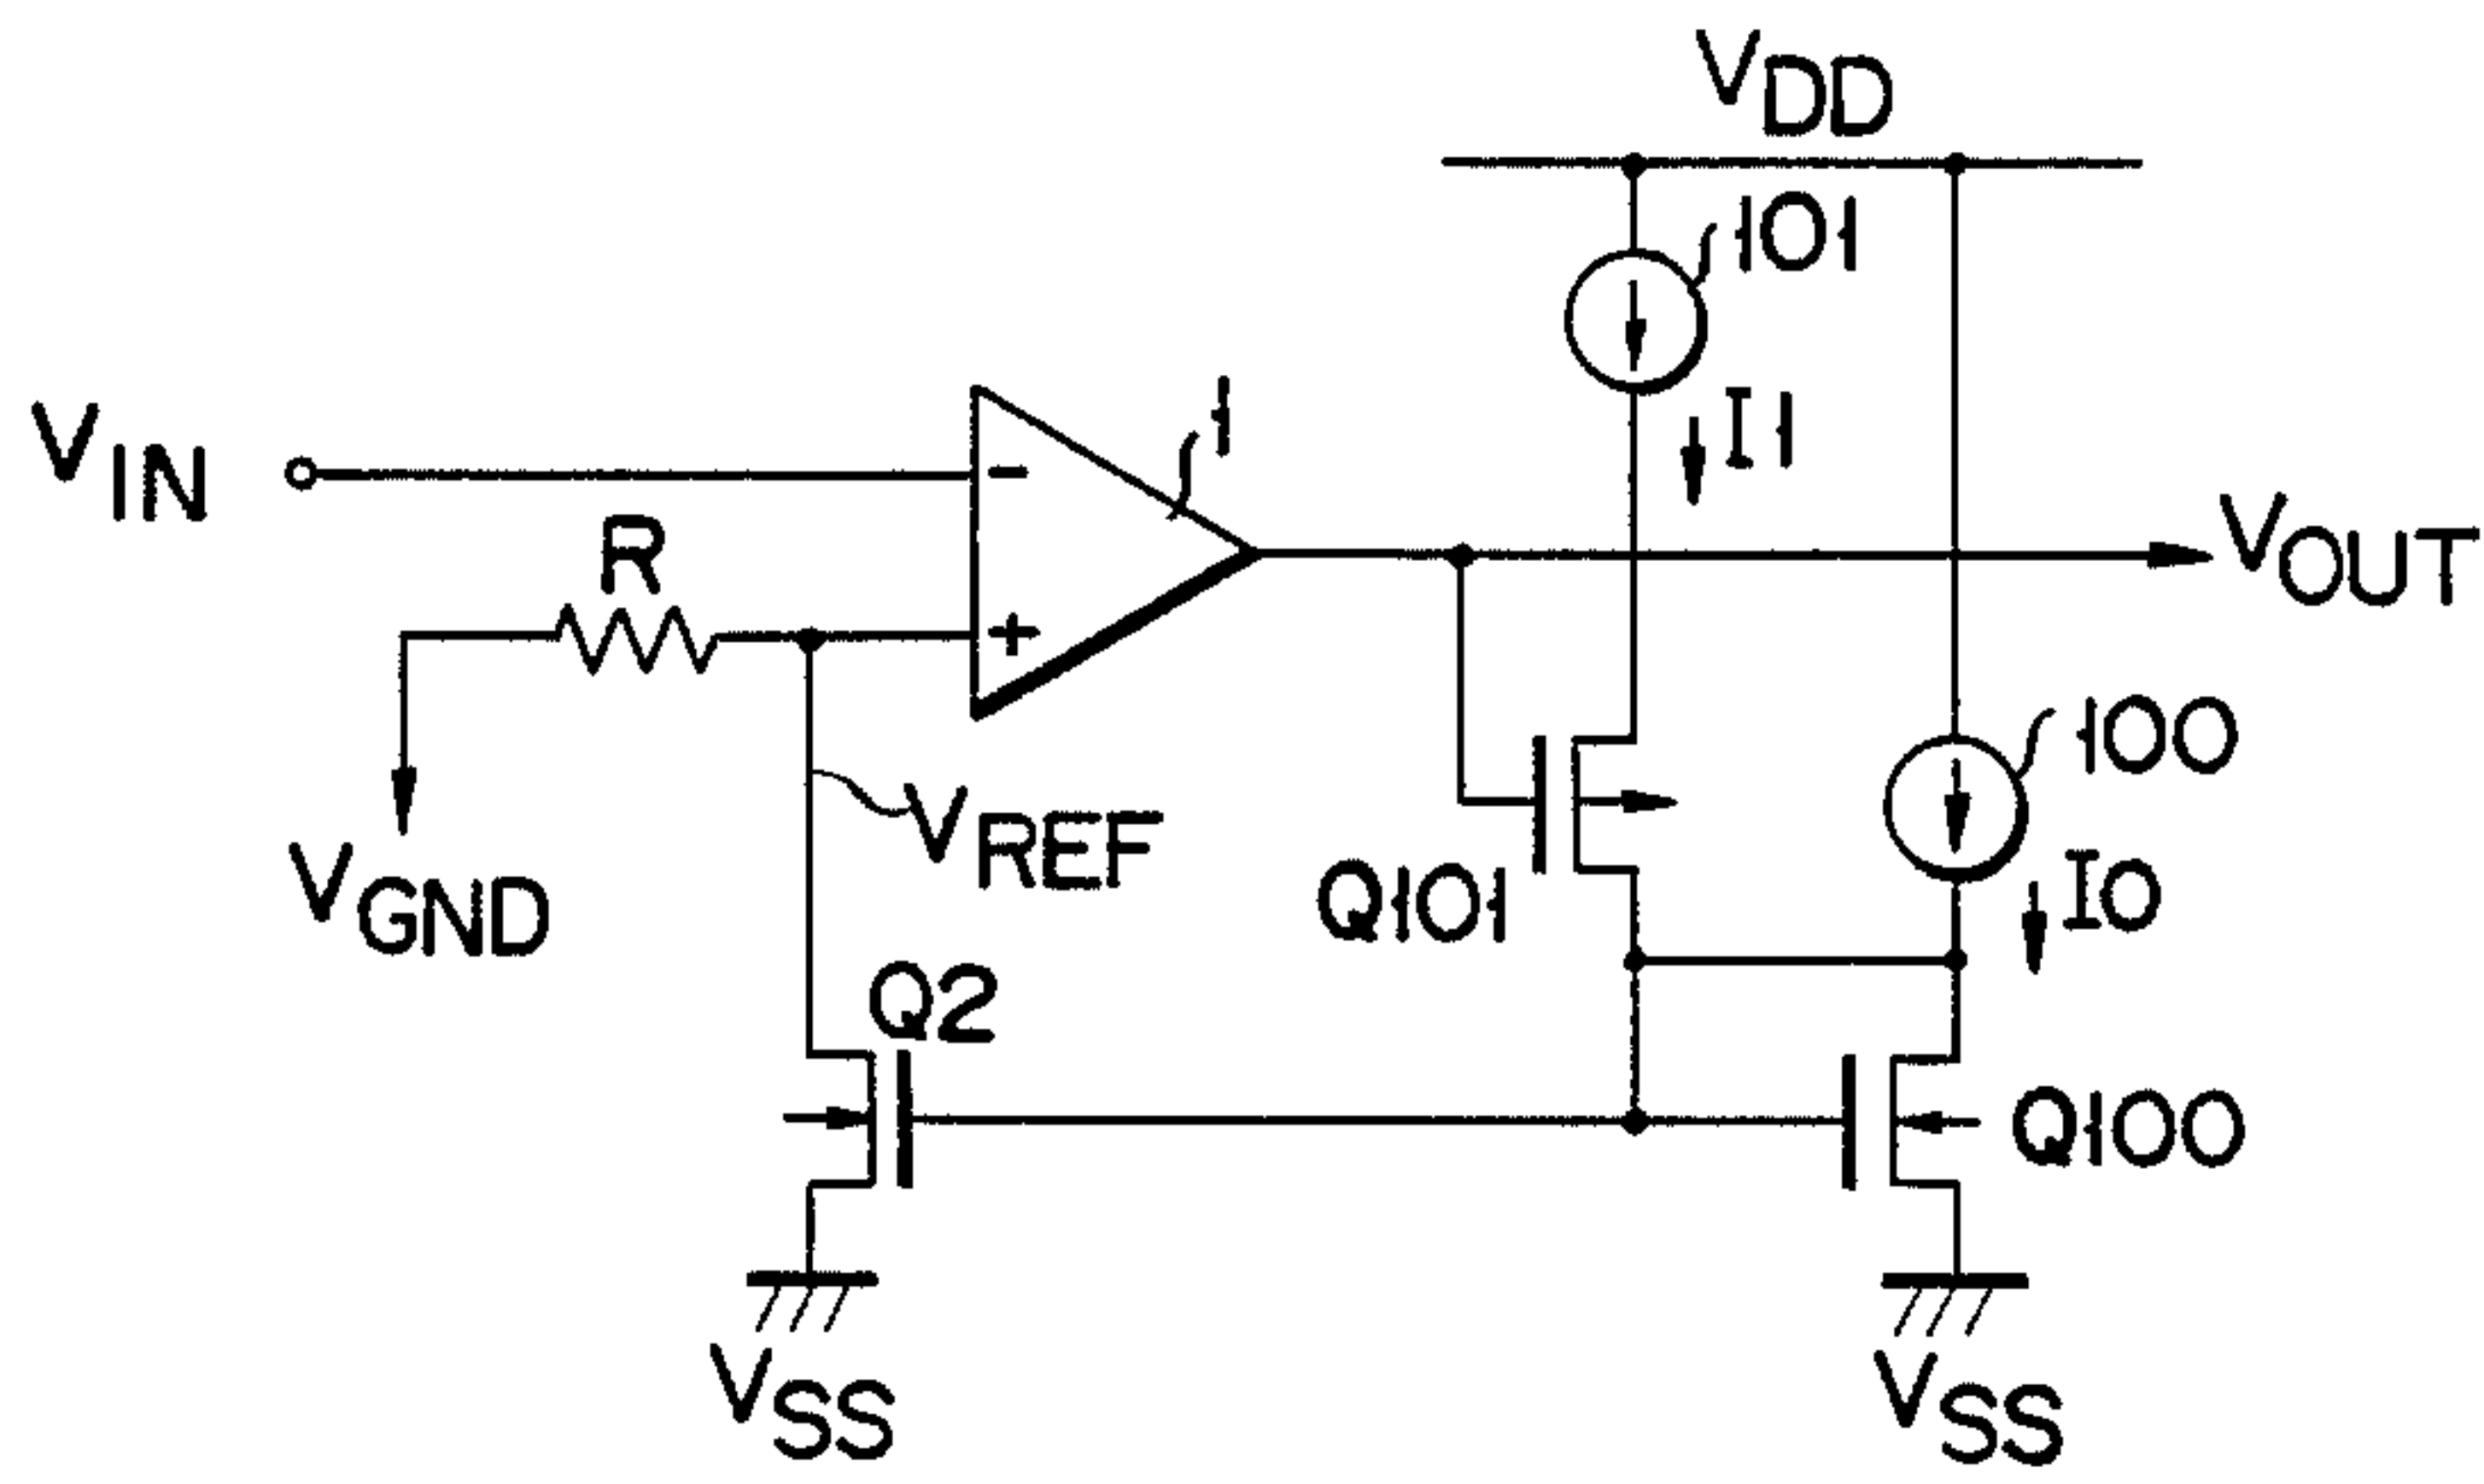 VDD
101
I1
VIN
1
VOUT
R
-
+
100
VREF
VGND
Q101
I0
Q2
Q100
VSS
VSS